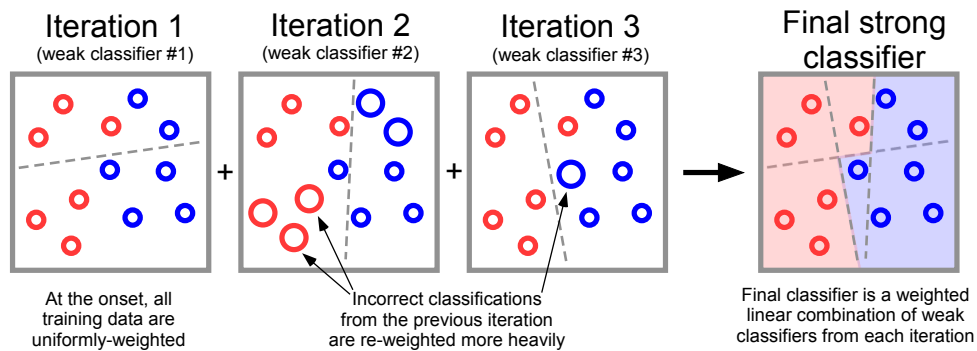 Iteration 1
(weak classifier #1)
Iteration 2
(weak classifier #2)
Iteration 3
(weak classifier #3)
Final strong
classifier
+
+
At the onset, all
training data are
uniformly-weighted
Incorrect classifications
from the previous iteration
are re-weighted more heavily
Final classifier is a weighted
linear combination of weak
classifiers from each iteration